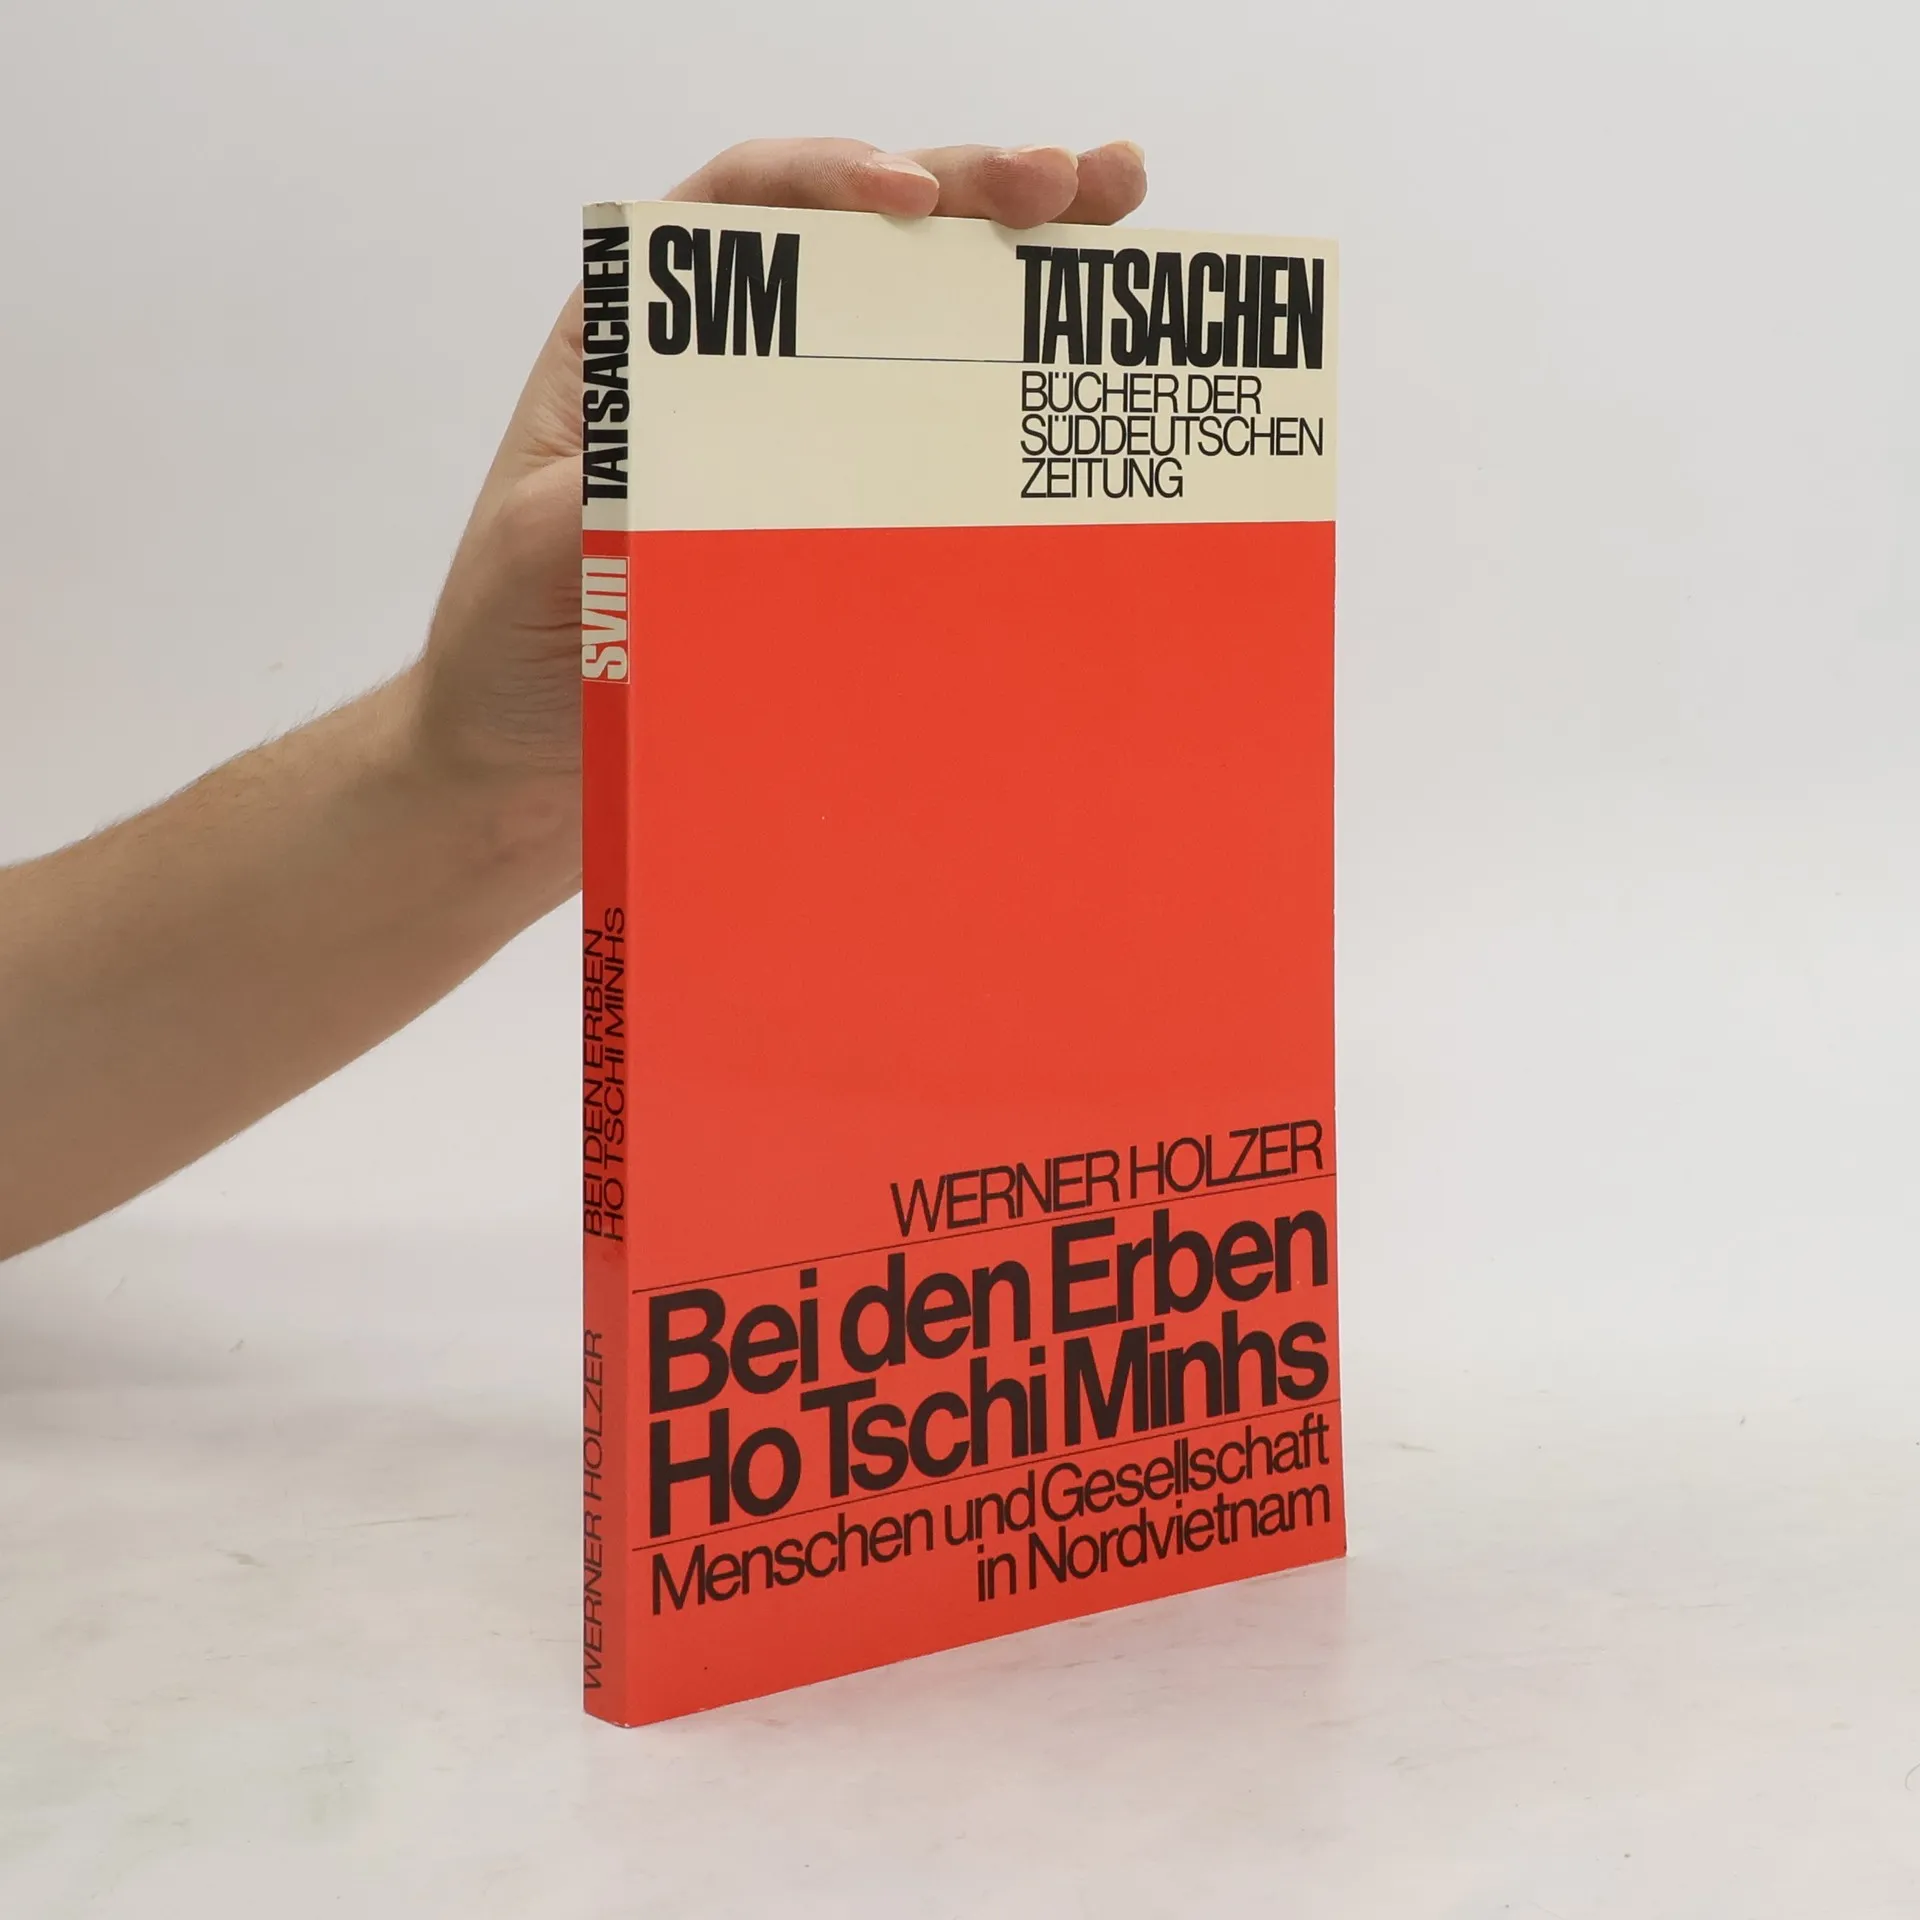 SVM
TATSACHEN
BÜCHER DER
SÜDDEUTSCHEN
ZEITUNG
WERNER HOLZER
Bei den Erben
Ho Tschi Minhs
Menschen und Gesellschaft
in Nordvietnam
WERNER HOLZER
BEI DEN ERBEN
HO TSCHI MINHS
svm
TATSACHEN